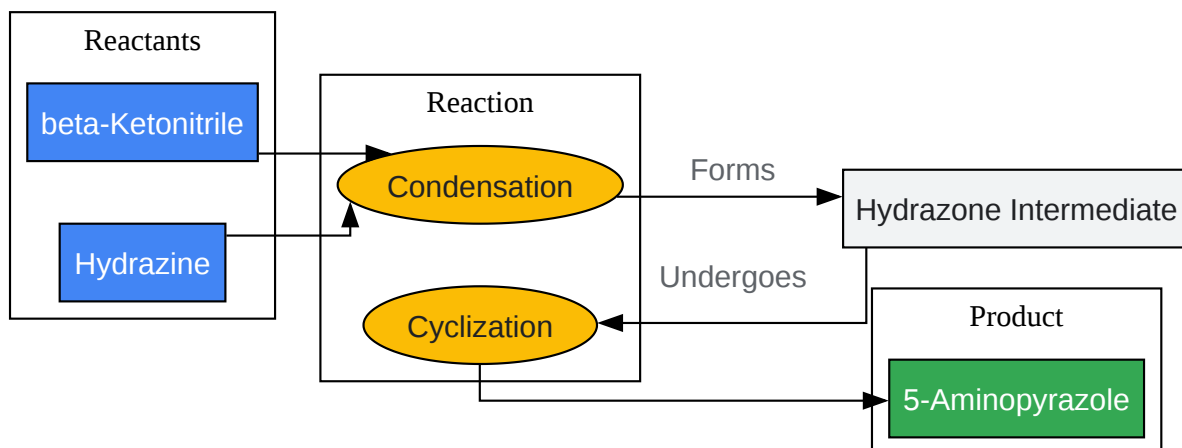 Reactants
beta-Ketonitrile
Hydrazine
Reaction
Condensation
Cyclization
Forms
Undergoes
Hydrazone Intermediate
Product
5-Aminopyrazole